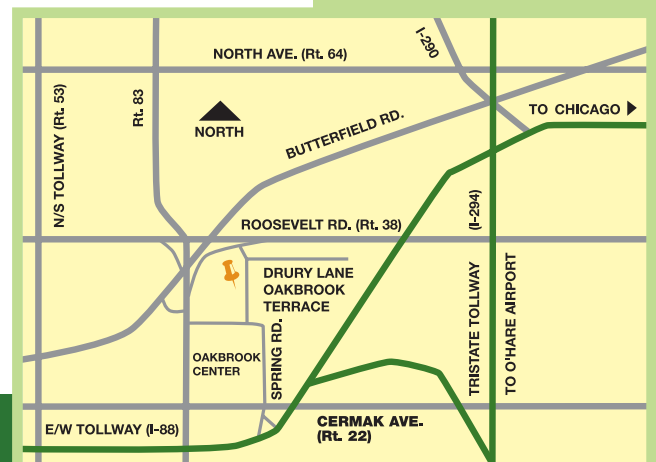 I-290
NORTH AVE. (Rt. 64)
N/S TOLLWAY (Rt. 53)
Rt. 83
NORTH
BUTTERFIELD RD.
TO CHICAGO
ROOSEVELT RD. (Rt. 38)
(I-294)
TRISTATE TOLLWAY
TO O'HARE AIRPORT
DRURY LANE
OAKBROOK
TERRACE
SPRING RD.
OAKBROOK
CENTER
CERMAK AVE.
(Rt. 22)
E/W TOLLWAY (I-88)